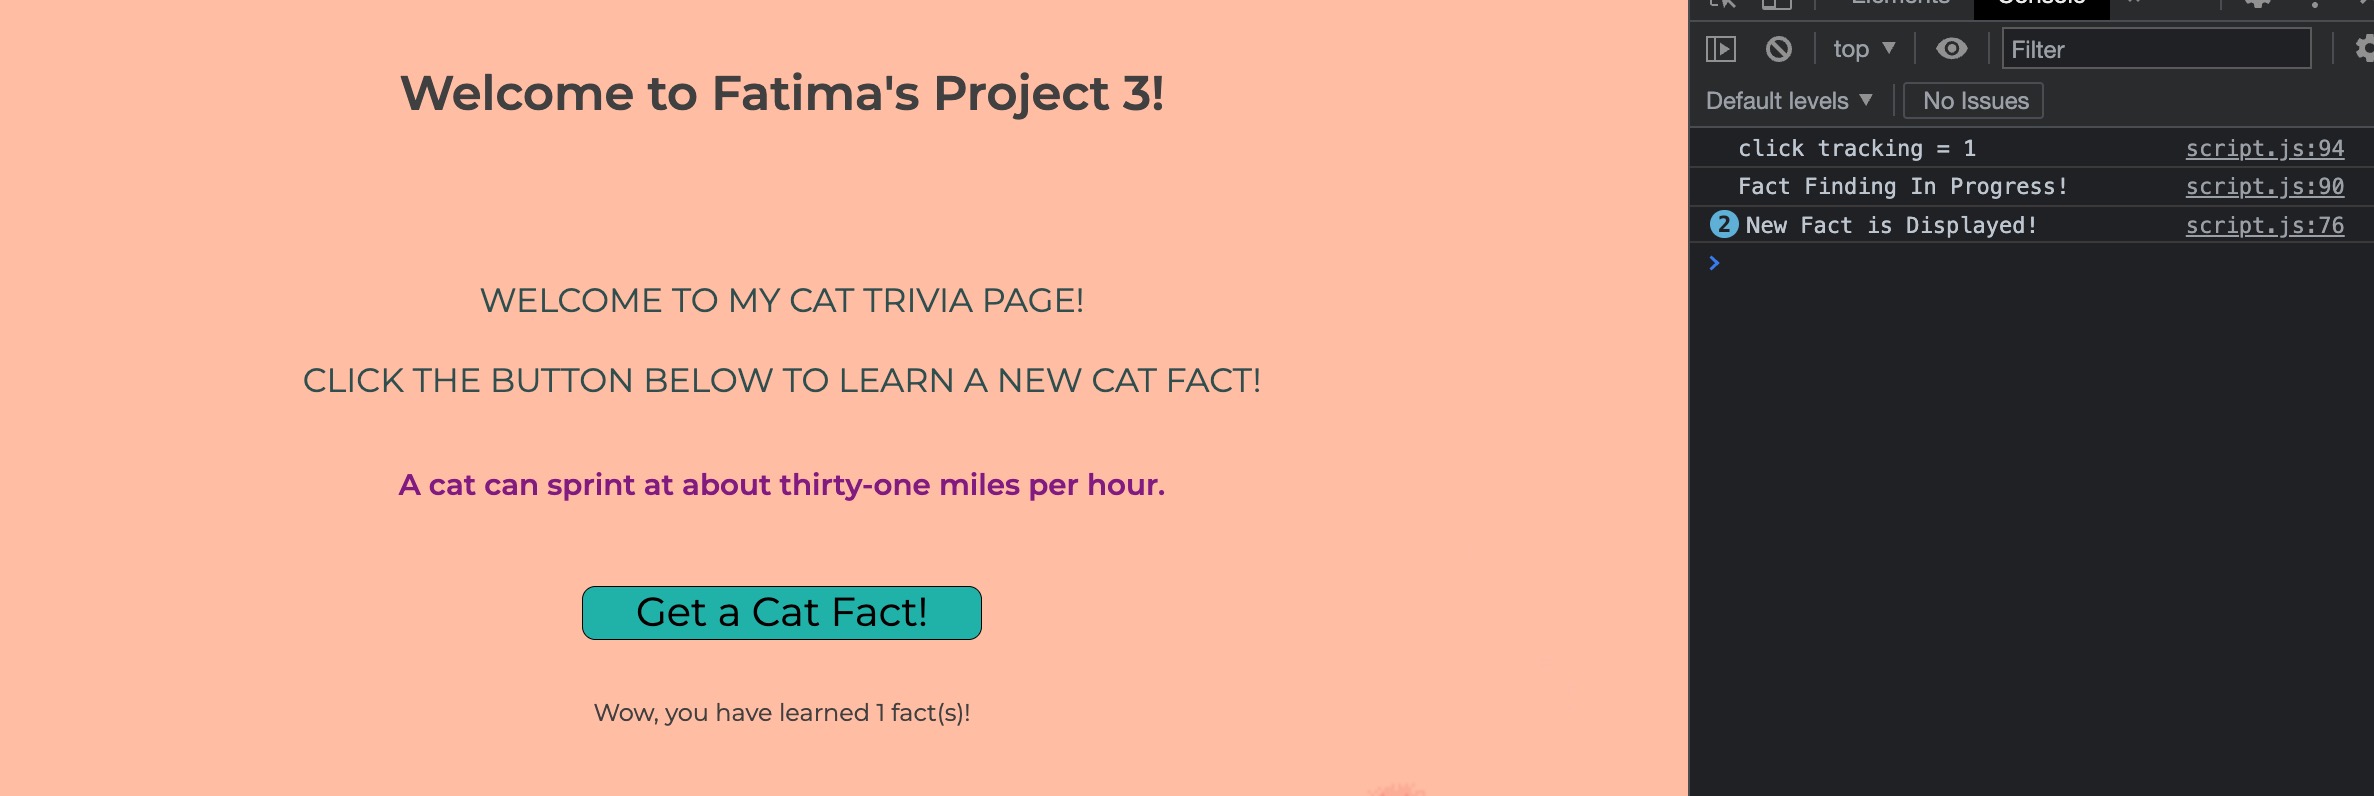 Welcome to Fatima's Project 3!
WELCOME TO MY CAT TRIVIA PAGE!
CLICK THE BUTTON BELOW TO LEARN A NEW CAT FACT!
A cat can sprint at about thirty-one miles per hour.
Get a Cat Fact!
Wow, you have learned 1 fact(s)!
Elements Console
top Filter
Default levels No Issues
click tracking = 1 script.js:94
Fact Finding In Progress! script.js:90
2 New Fact is Displayed! script.js:76